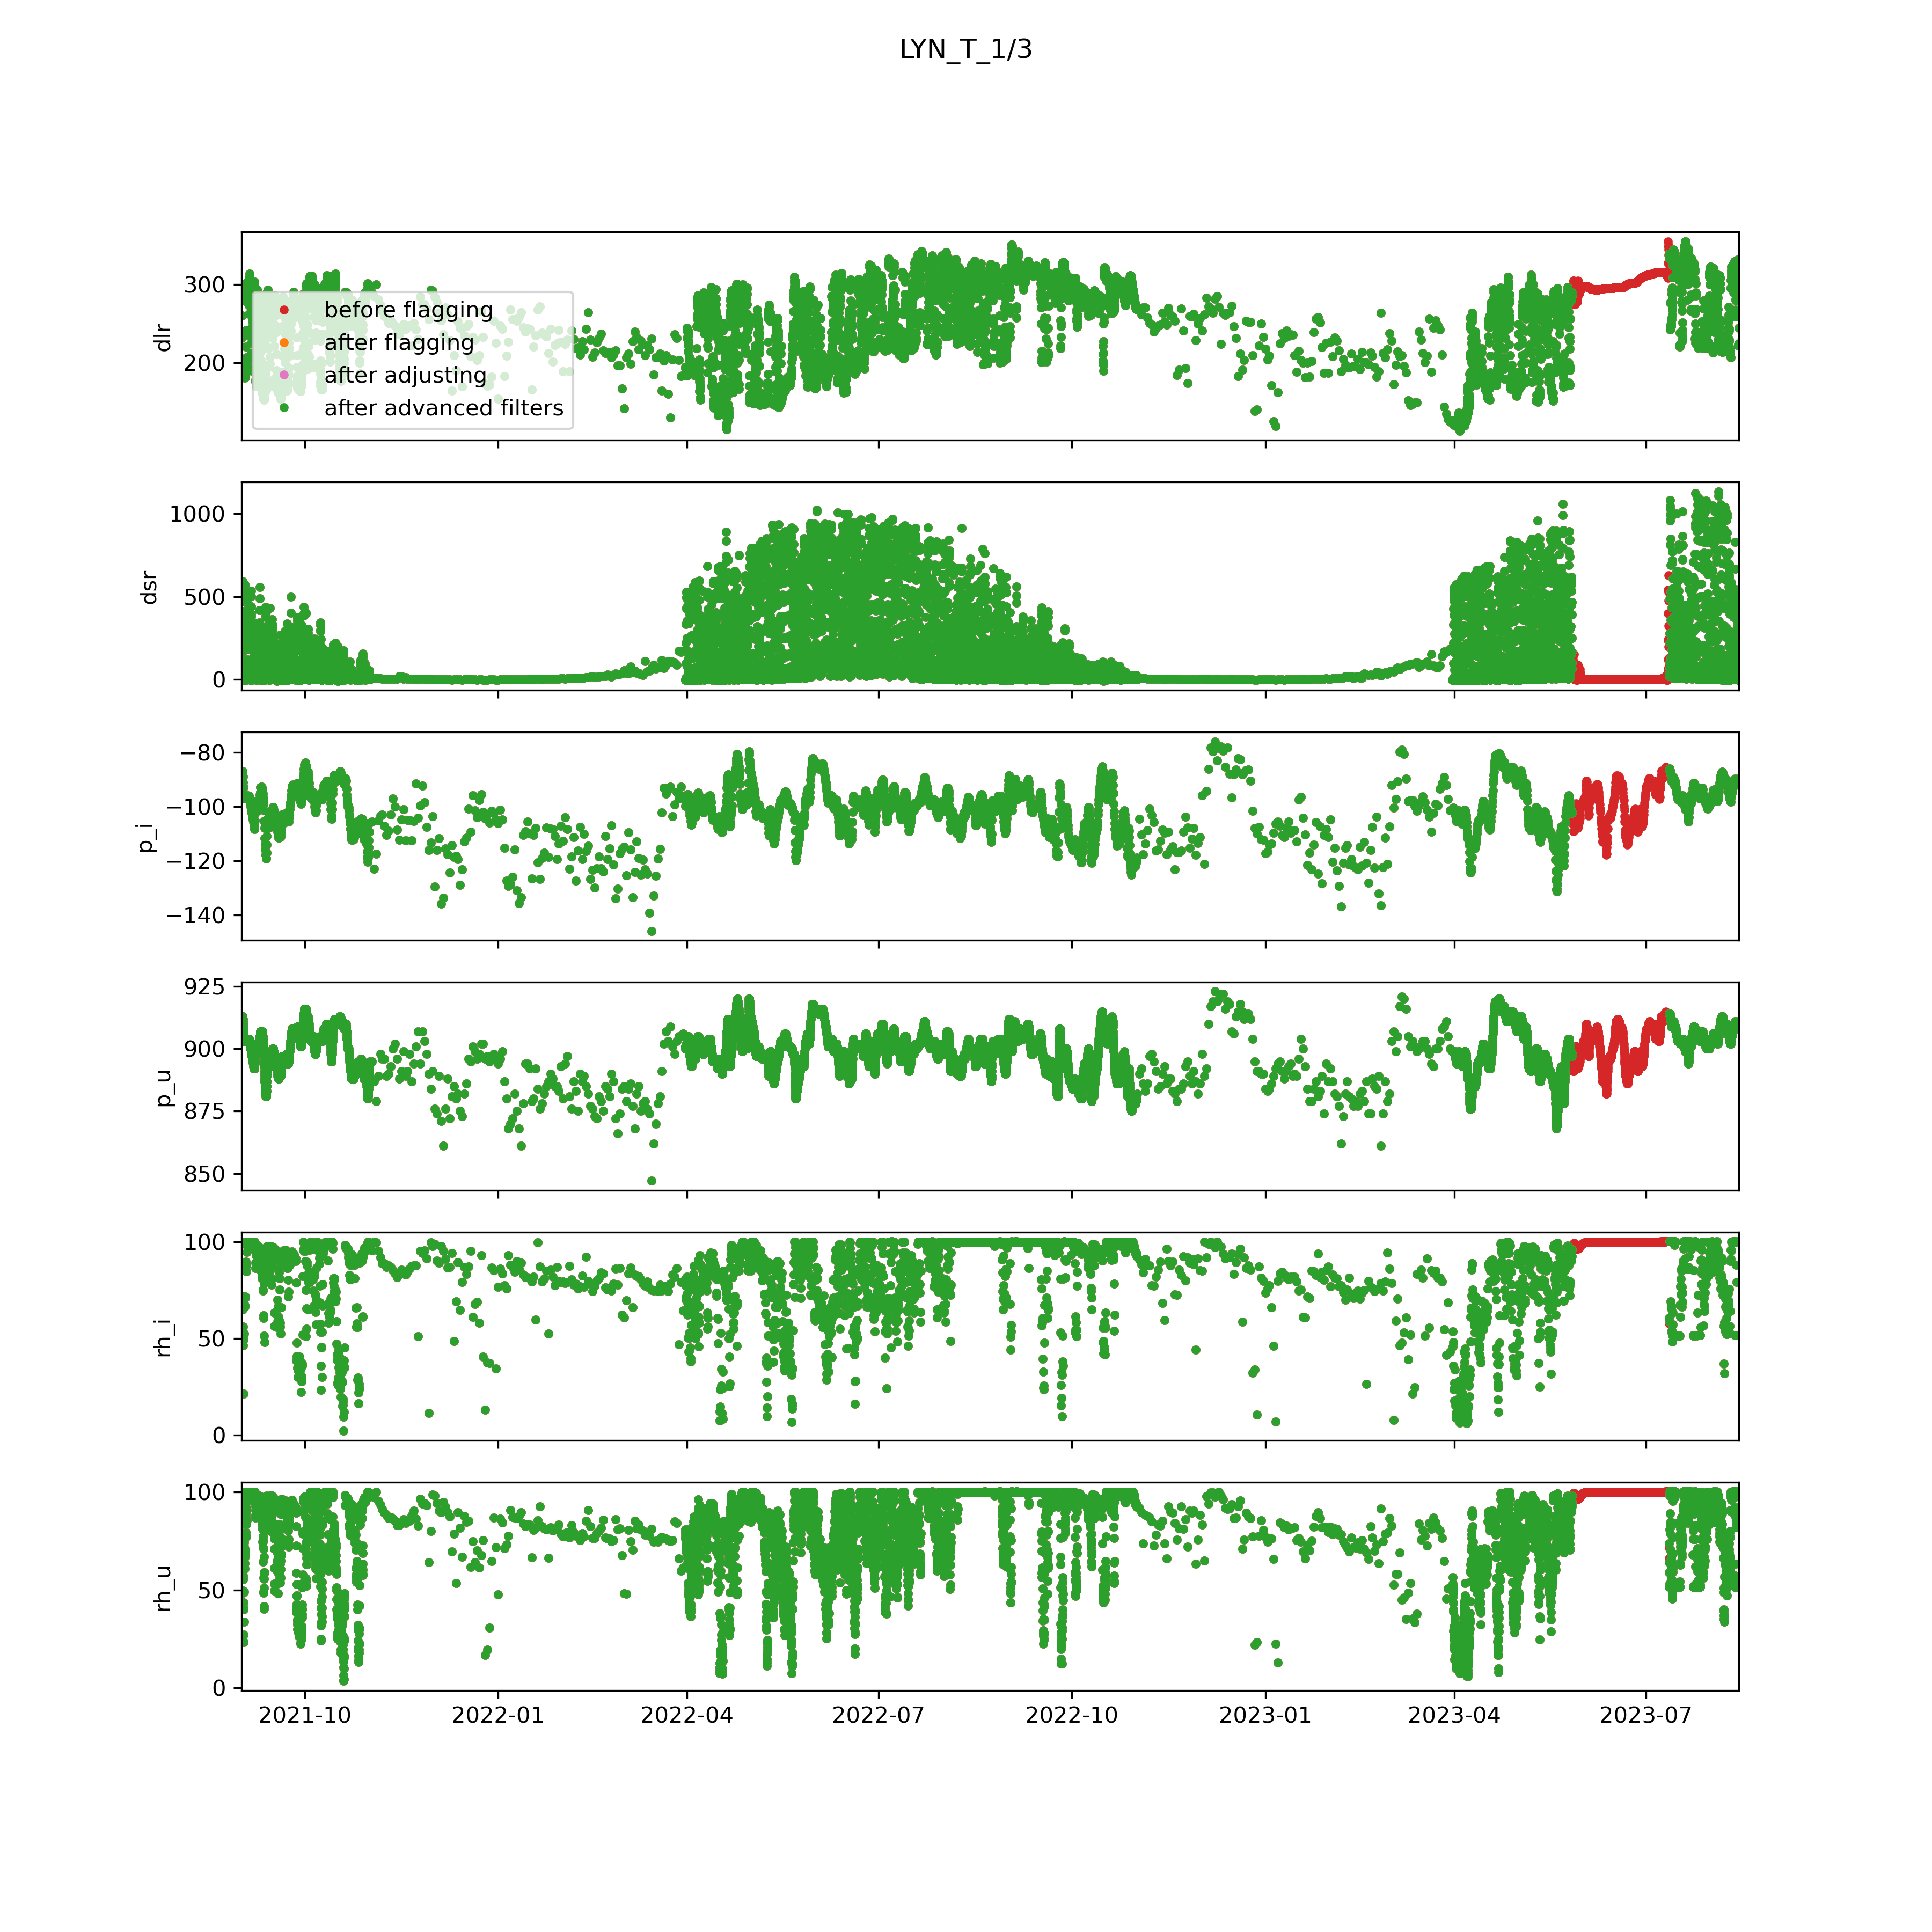 LYN_T_1/3
300
200
dlr
before flagging
after flagging
after adjusting
after advanced filters
1000
500
0
dsr
−80
−100
−120
−140
p_i
925
900
875
850
p_u
100
50
0
rh_i
100
50
0
rh_u
2021-10
2022-01
2022-04
2022-07
2022-10
2023-01
2023-04
2023-07